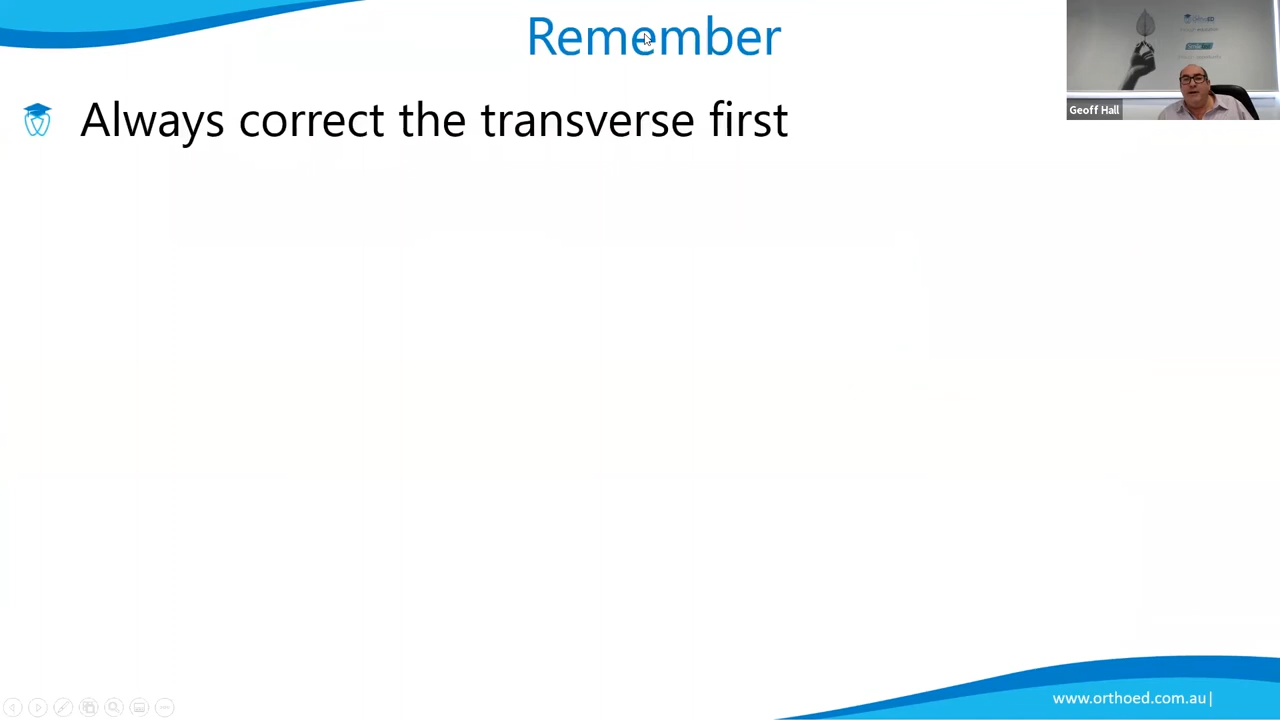 Remember
Always correct the transverse first
Geoff Hall
www.orthoed.com.au|